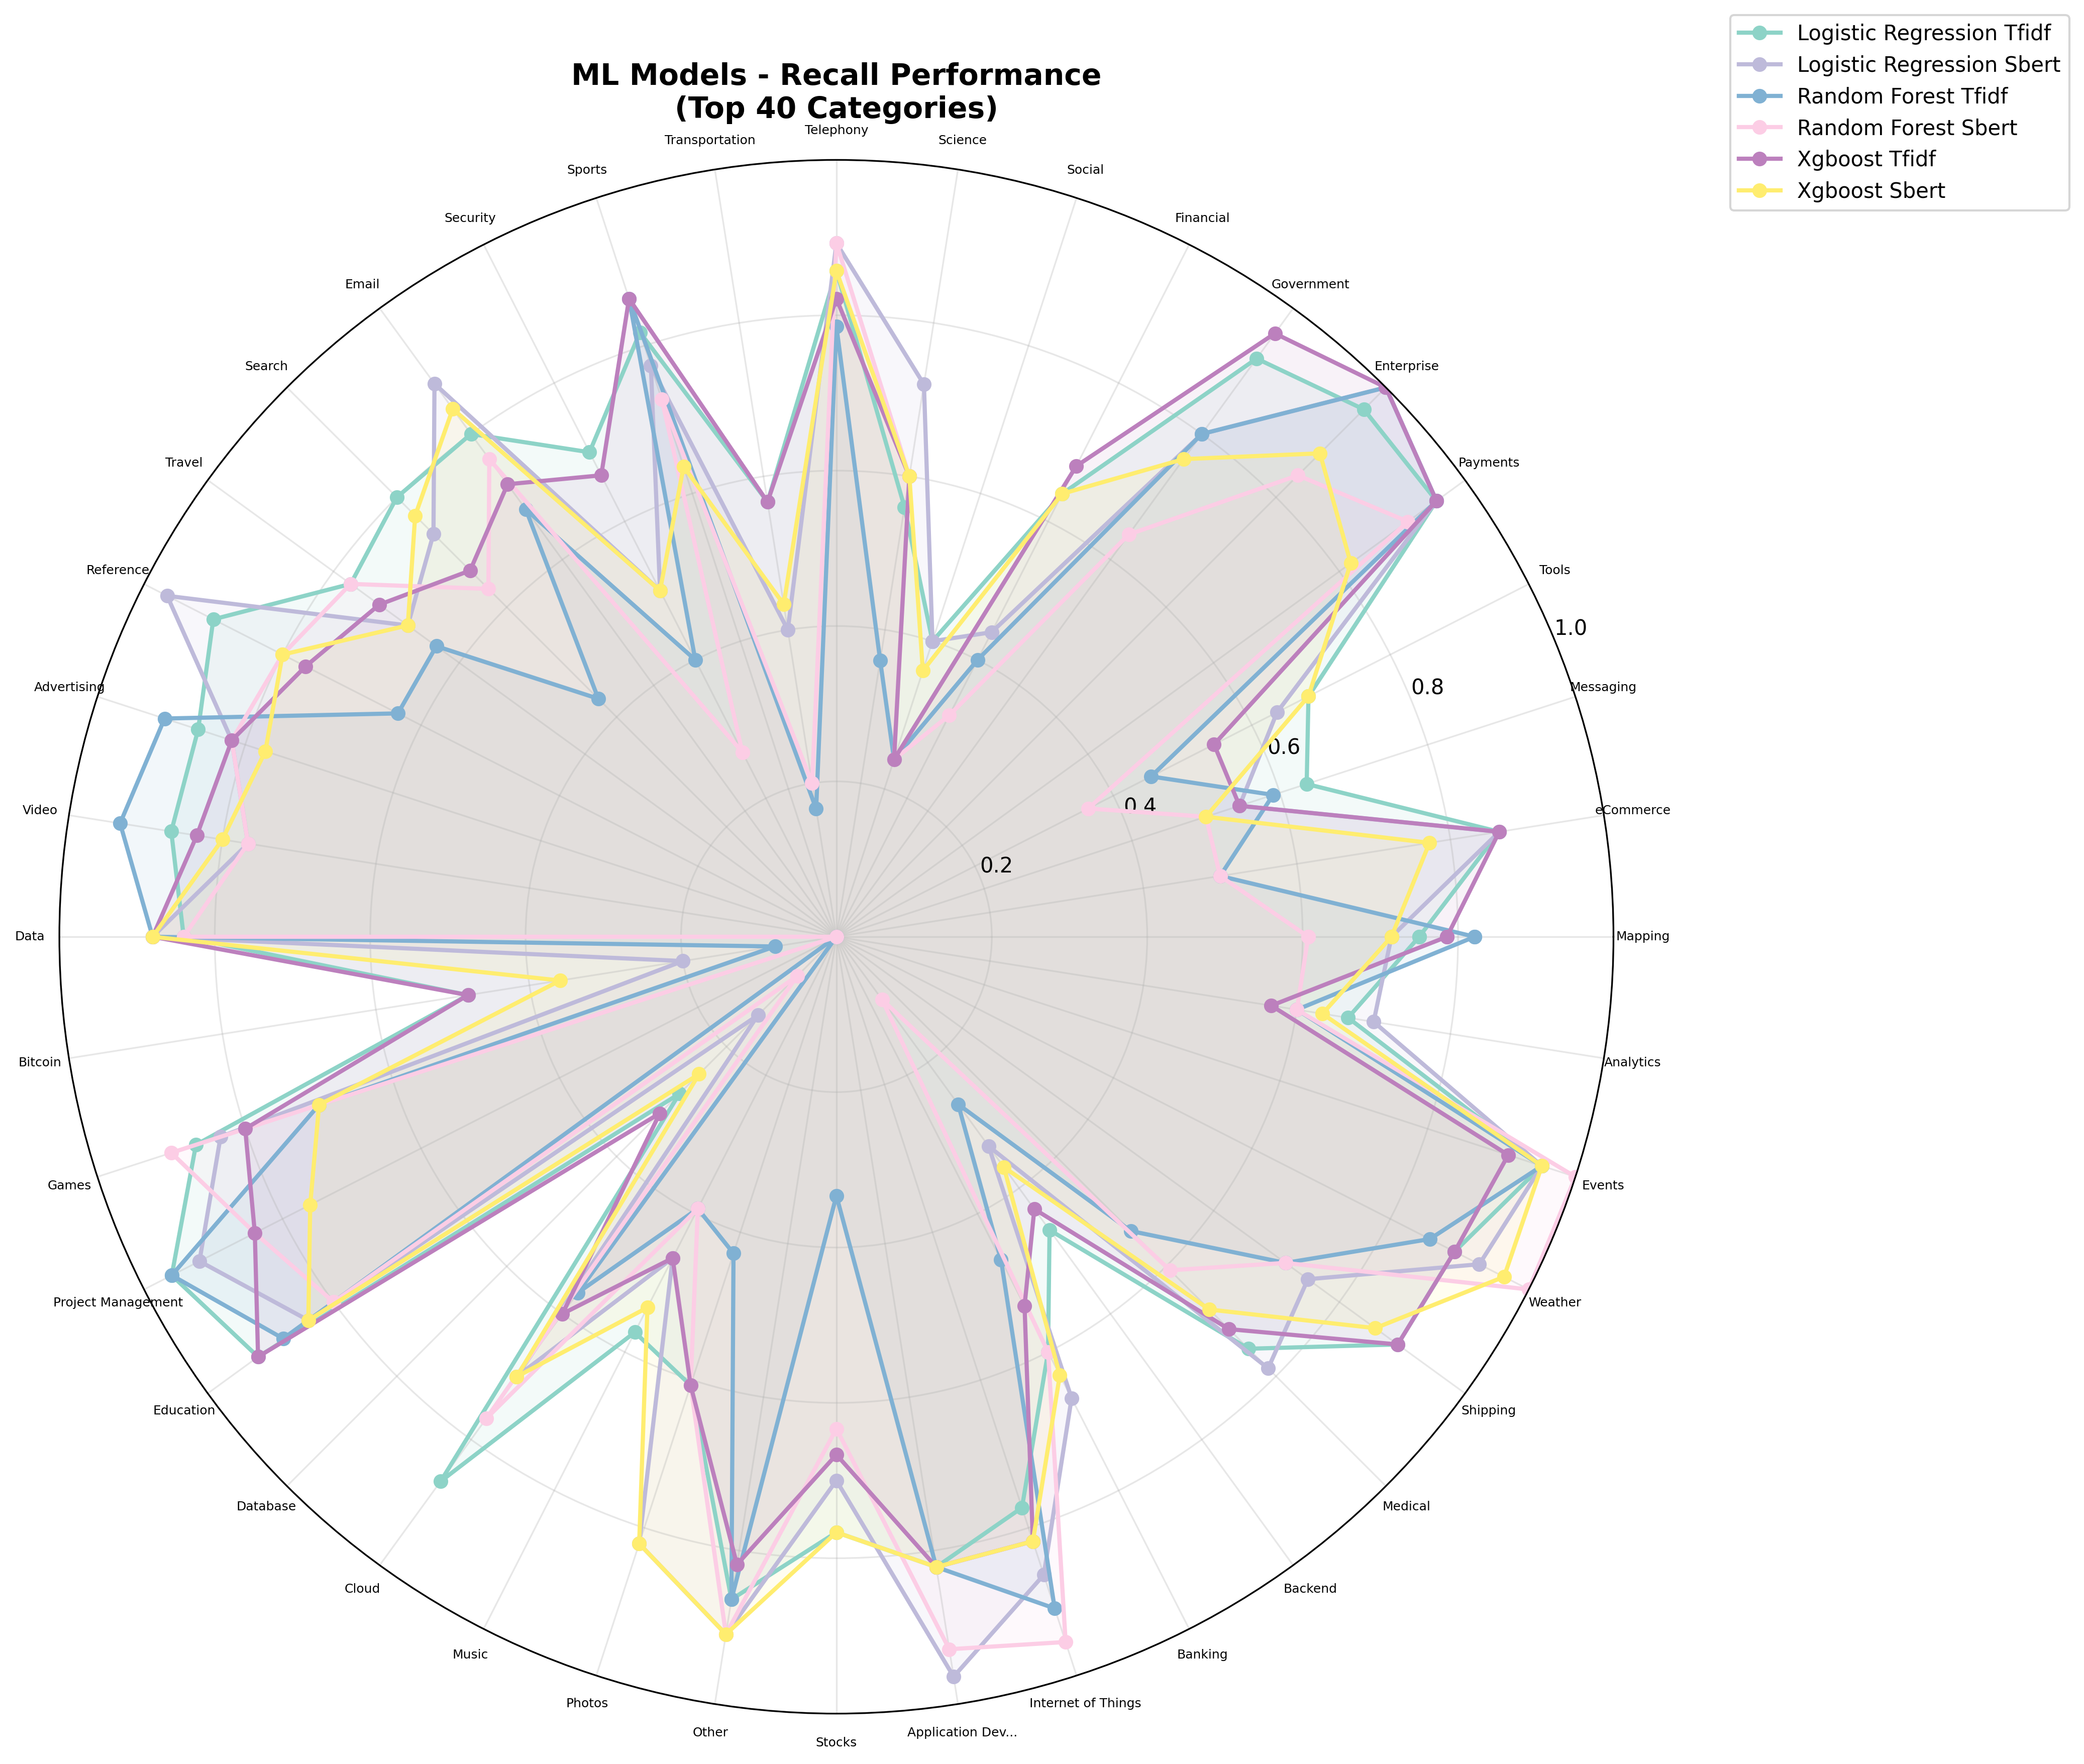 ML Models - Recall Performance
(Top 40 Categories)
Logistic Regression Tfidf
Logistic Regression Sbert
Random Forest Tfidf
Random Forest Sbert
Xgboost Tfidf
Xgboost Sbert
Telephony
Science
Social
Financial
Government
Enterprise
Payments
Tools
Messaging
eCommerce
Mapping
Analytics
Events
Weather
Shipping
Medical
Backend
Banking
Internet of Things
Application Dev...
Stocks
Other
Photos
Music
Cloud
Database
Education
Project Management
Games
Bitcoin
Data
Video
Advertising
Reference
Travel
Search
Email
Security
Sports
Transportation
1.0
0.8
0.6
0.4
0.2